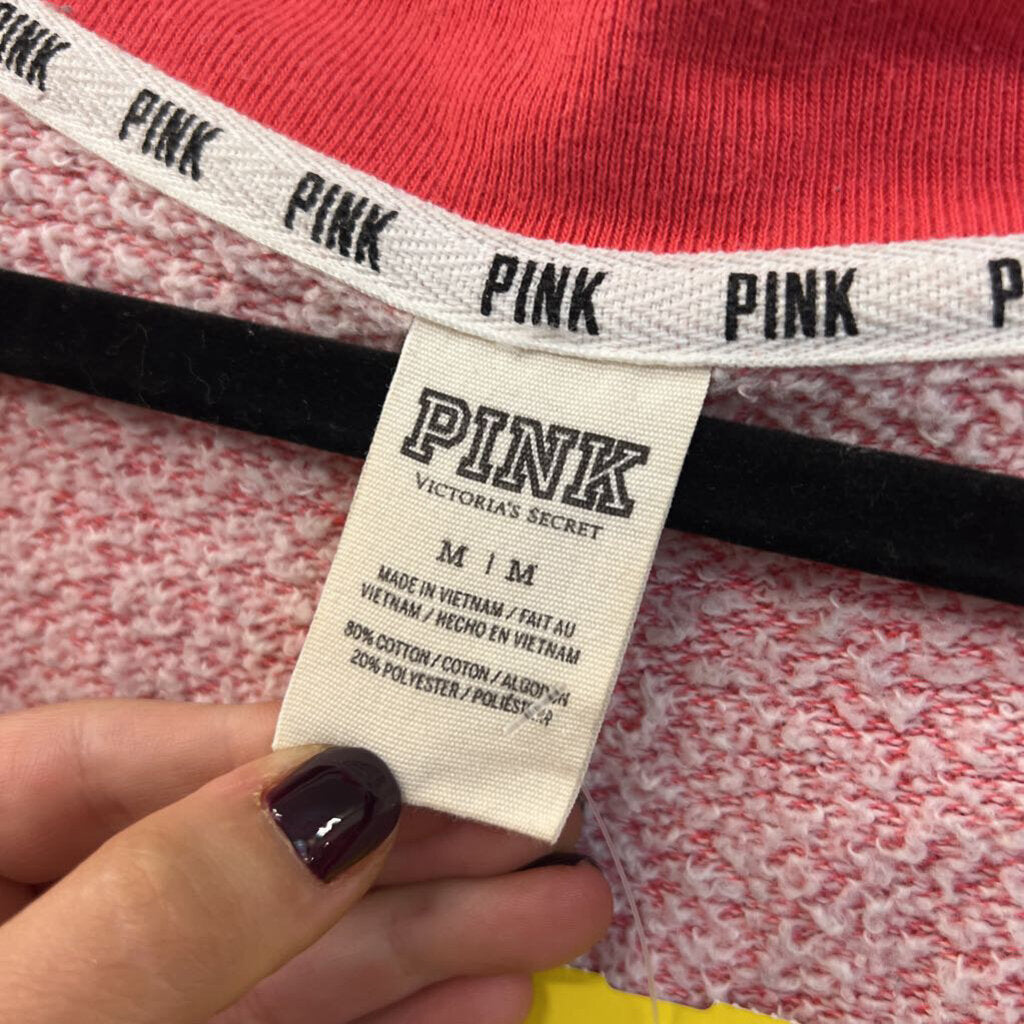 PINK PINK PINK PINK PINK P
PINK
VICTORIA'S SECRET
M | M
MADE IN VIETNAM / FAIT AU
VIETNAM / HECHO EN VIETNAM
80% COTTON / COTON / ALGODON
20% POLYESTER / POLIÉSTER